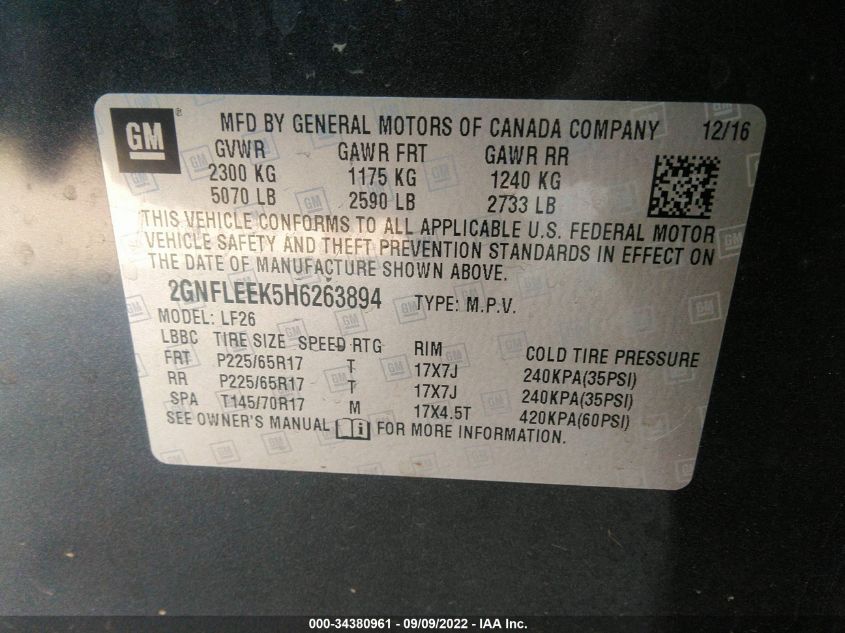 GM
MFD BY GENERAL MOTORS OF CANADA COMPANY 12/16
GVWR GAWR FRT GAWR RR
2300 KG 1175 KG 1240 KG
5070 LB 2590 LB 2733 LB
THIS VEHICLE CONFORMS TO ALL APPLICABLE U.S. FEDERAL MOTOR
VEHICLE SAFETY AND THEFT PREVENTION STANDARDS IN EFFECT ON
THE DATE OF MANUFACTURE SHOWN ABOVE.
2GNFLEEK5H6263894 TYPE: M.P.V.
MODEL: LF26
LBBC TIRE SIZE SPEED RTG RIM COLD TIRE PRESSURE
FRT P225/65R17 T 17X7J 240KPA(35PSI)
RR P225/65R17 T 17X7J 240KPA(35PSI)
SPA T145/70R17 M 17X4.5T 420KPA(60PSI)
SEE OWNER'S MANUAL FOR MORE INFORMATION.
000-34380961 - 09/09/2022 - IAA Inc.